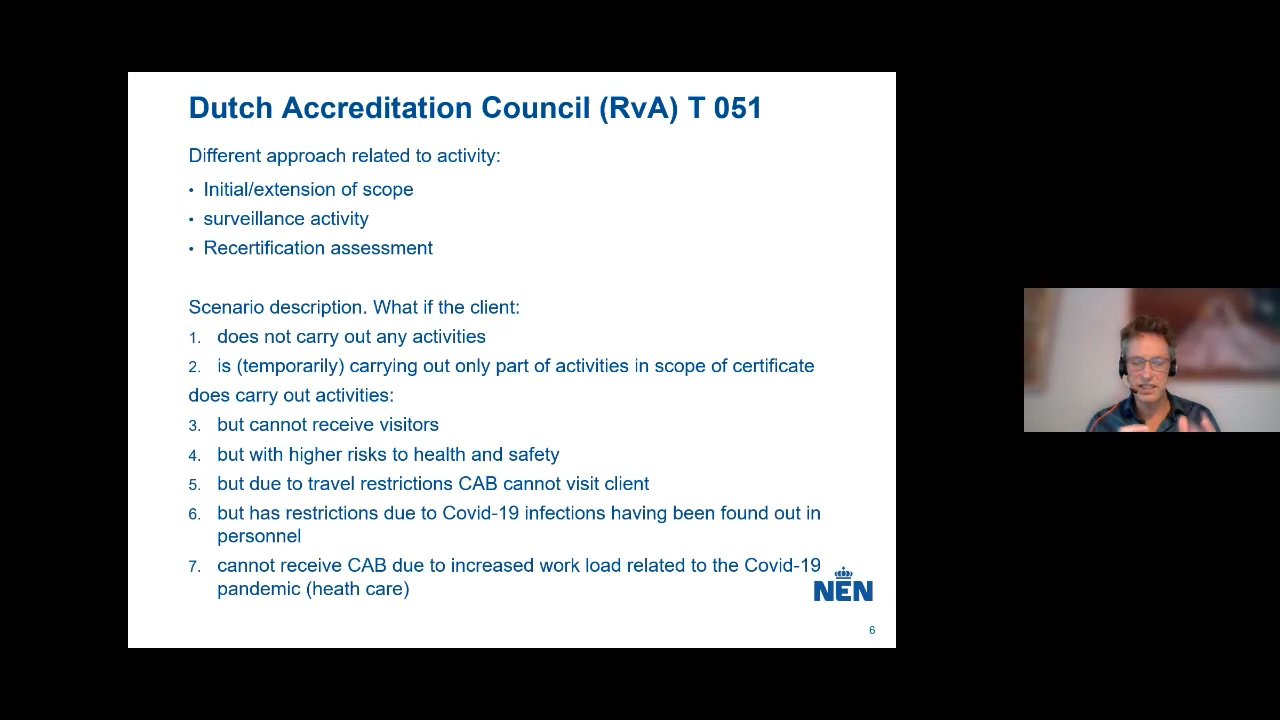 Dutch Accreditation Council (RvA) T 051
Different approach related to activity:
• Initial/extension of scope
• surveillance activity
• Recertification assessment
Scenario description. What if the client:
1. does not carry out any activities
2. is (temporarily) carrying out only part of activities in scope of certificate
does carry out activities:
3. but cannot receive visitors
4. but with higher risks to health and safety
5. but due to travel restrictions CAB cannot visit client
6. but has restrictions due to Covid-19 infections having been found out in
personnel
7. cannot receive CAB due to increased work load related to the Covid-19
pandemic (heath care)
NEN
6